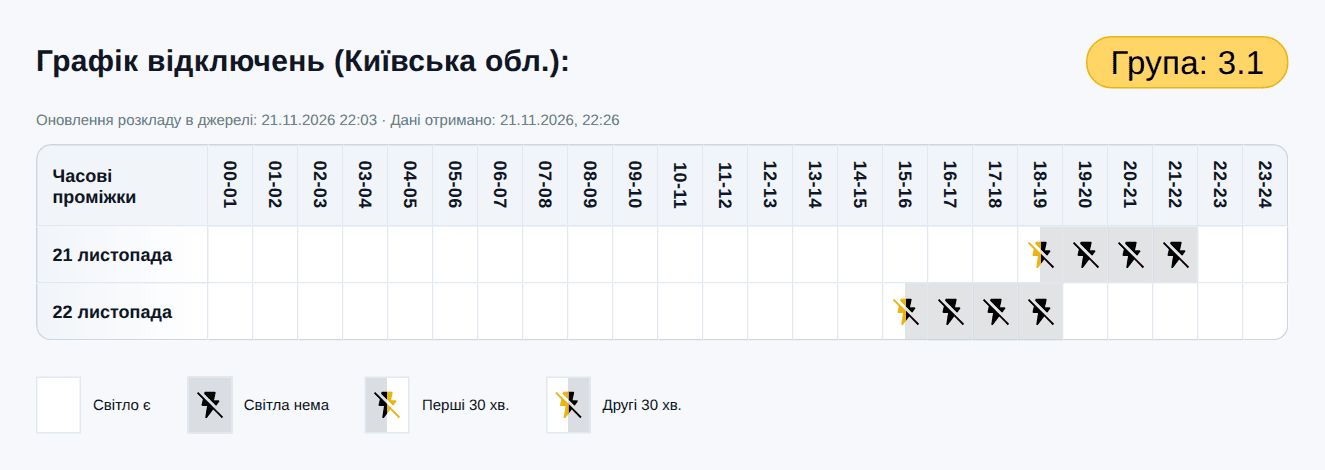 Графік відключень (Київська обл.):
Група: 3.1
Оновлення розкладу в джерелі: 21.11.2026 22:03 · Дані отримано: 21.11.2026, 22:26
Часові
проміжки
00-01
01-02
02-03
03-04
04-05
05-06
06-07
07-08
08-09
09-10
10-11
11-12
12-13
13-14
14-15
15-16
16-17
17-18
18-19
19-20
20-21
21-22
22-23
23-24
21 листопада
22 листопада
Світло є
Світла нема
Перші 30 хв.
Другі 30 хв.